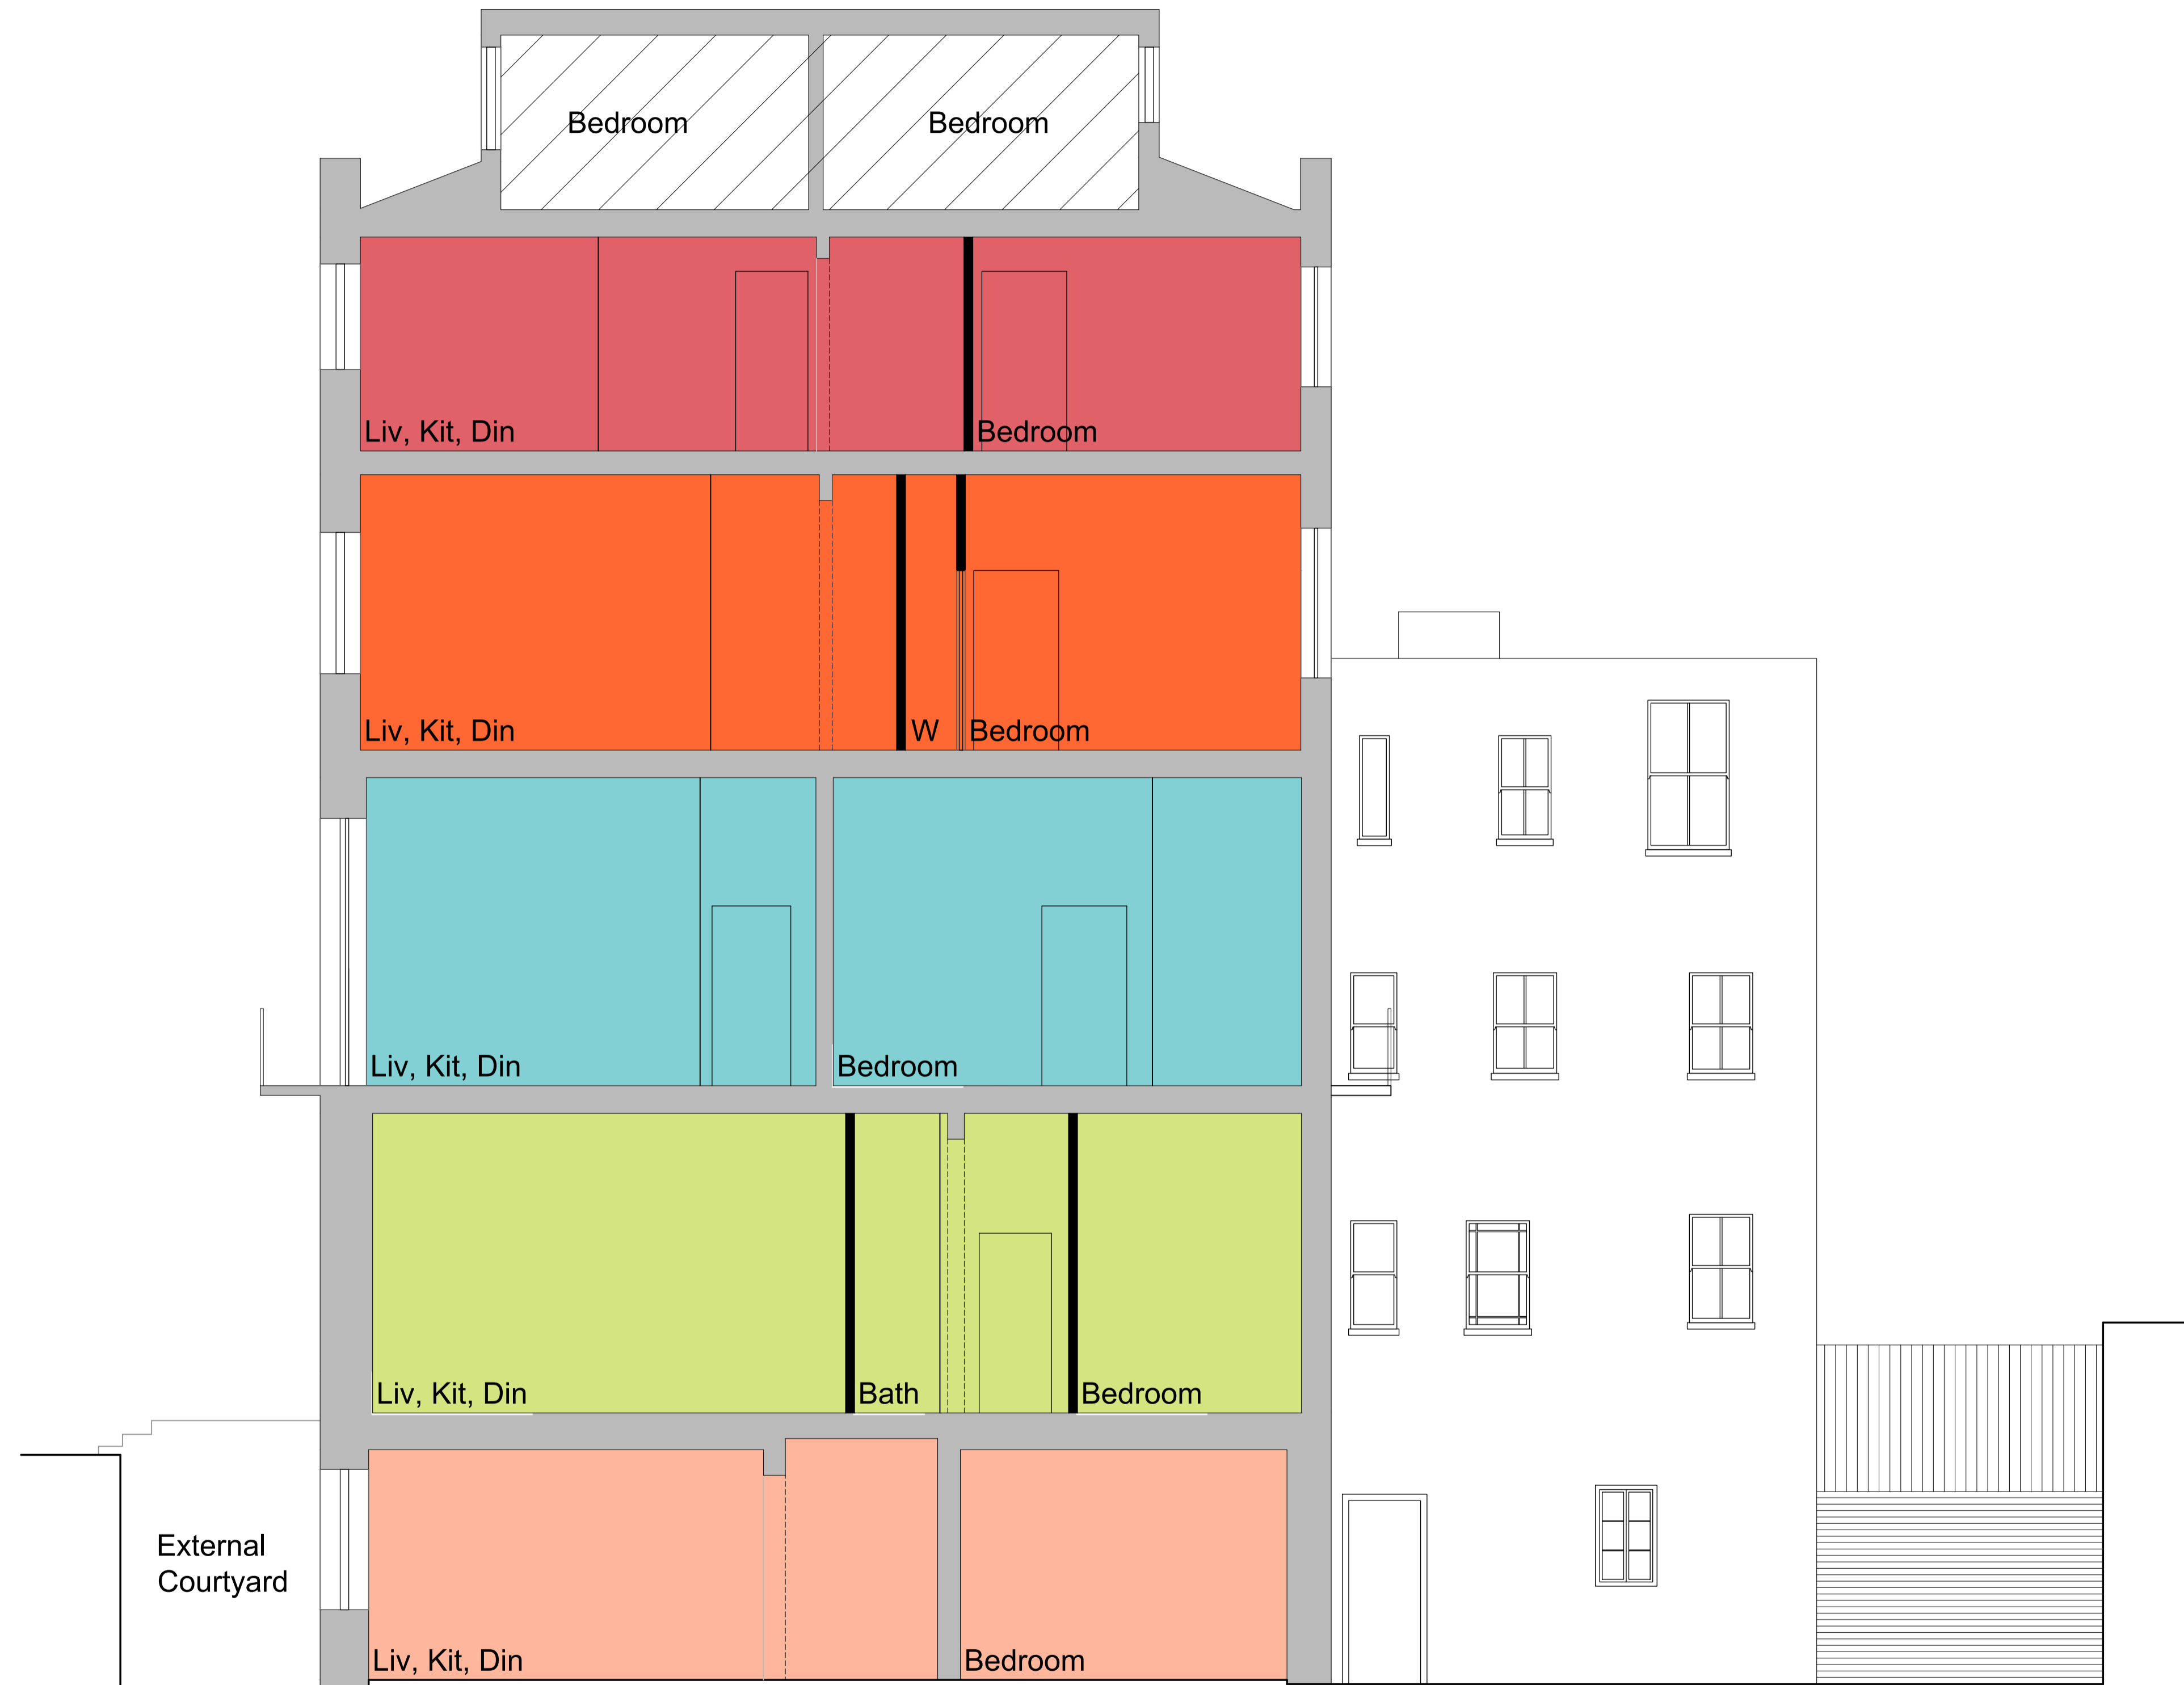 Bedroom
Bedroom
Liv, Kit, Din
Bedroom
Liv, Kit, Din
W
Bedroom
Liv, Kit, Din
Bedroom
Liv, Kit, Din
Bath
Bedroom
External
Courtyard
Liv, Kit, Din
Bedroom